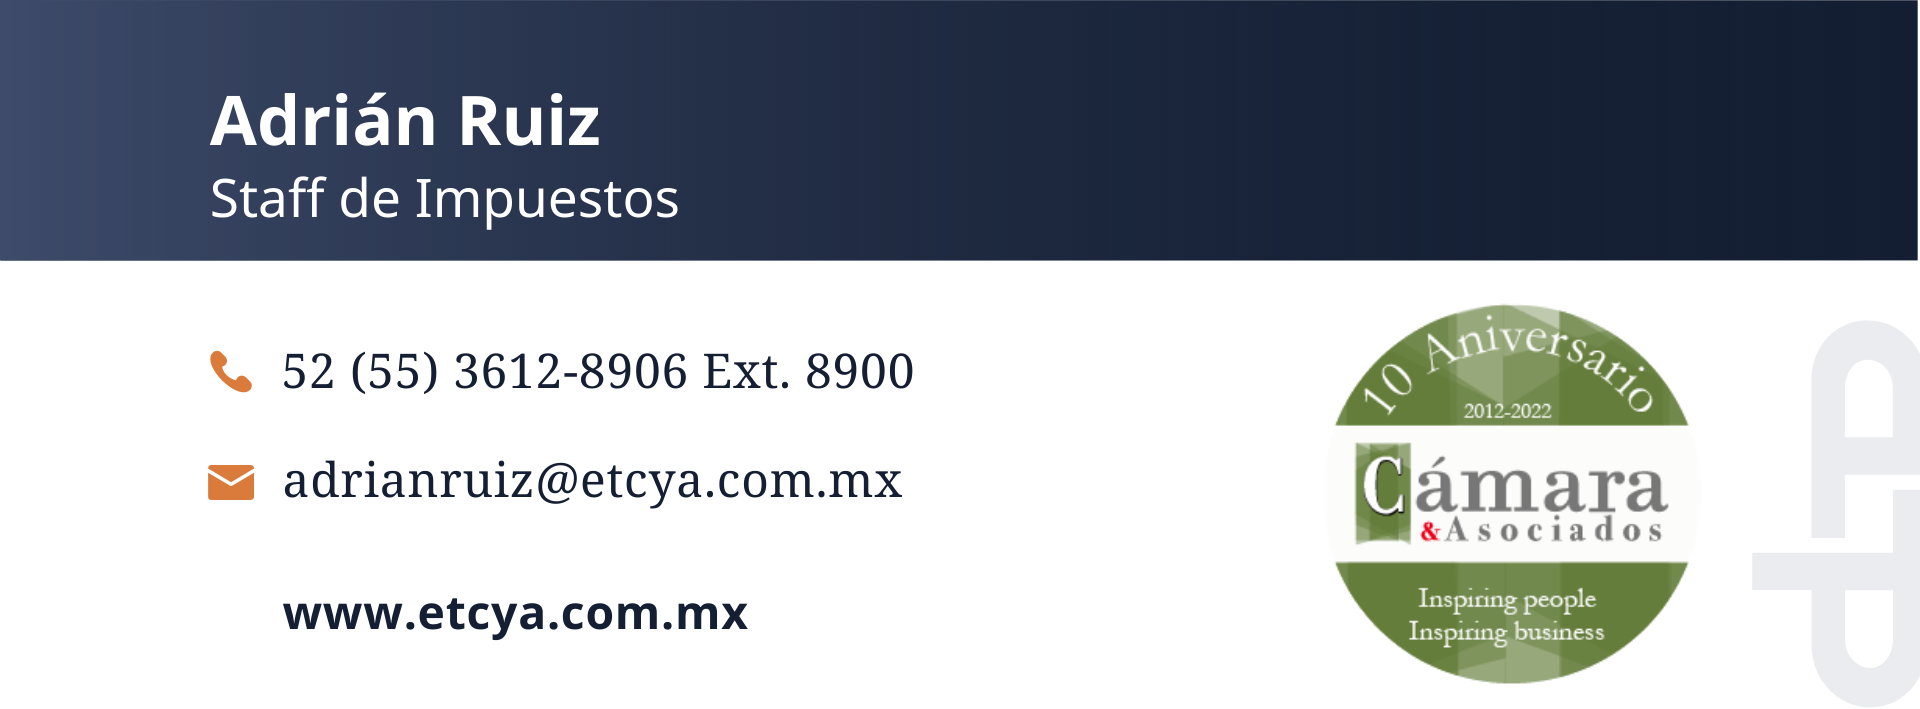 Adrián Ruiz
Staff de Impuestos
52 (55) 3612-8906 Ext. 8900
adrianruiz@etcya.com.mx
www.etcya.com.mx
10 Aniversario
2012-2022
Cámara
&Asociados
Inspiring people
Inspiring business